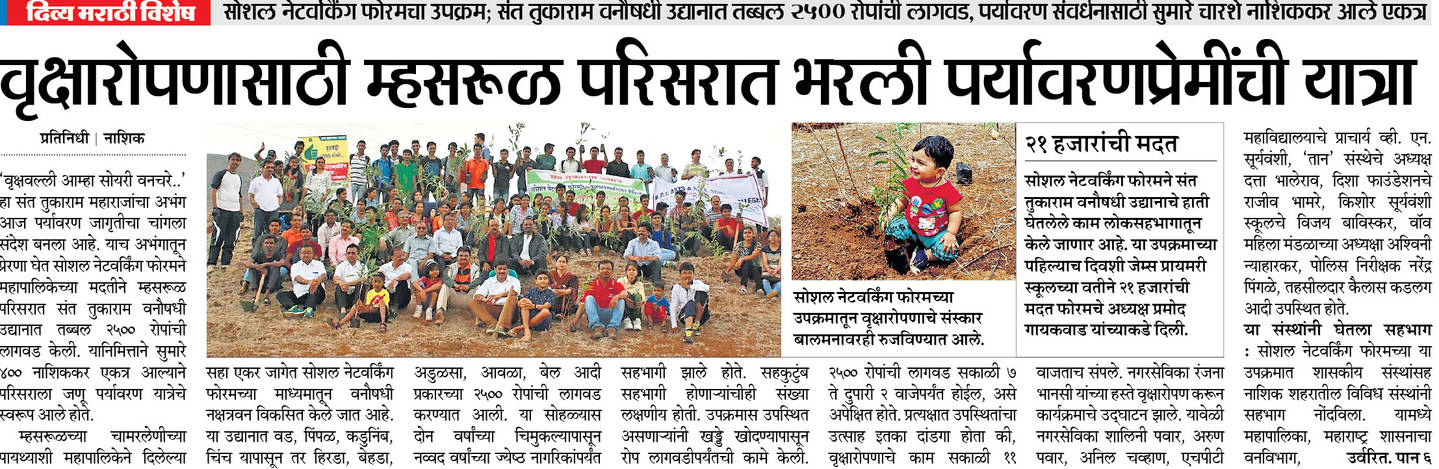 दिव्य मराठी विशेष
सोशल नेटवर्किंग फोरमचा उपक्रम; संत तुकाराम वनौषधी उद्यानात तब्बल २५०० रोपांची लागवड, पर्यावरण संवर्धनासाठी सुमारे चारशे नाशिककर आले एकत्र
वृक्षारोपणासाठी म्हसरूळ परिसरात भरली पर्यावरणप्रेमींची यात्रा
प्रतिनिधी | नाशिक
'वृक्षवल्ली आम्हा सोयरी वनचरे..'
हा संत तुकाराम महाराजांचा अभंग
आज पर्यावरण जागृतीचा चांगला
संदेश बनला आहे. याच अभंगातून
प्रेरणा घेत सोशल नेटवर्किंग फोरमने
महापालिकेच्या मदतीने म्हसरूळ
परिसरात संत तुकाराम वनौषधी
उद्यानात तब्बल २५०० रोपांची
लागवड केली. यानिमित्ताने सुमारे
४०० नाशिककर एकत्र आल्याने
परिसराला जणू पर्यावरण यात्रेचे
स्वरूप आले होते.
म्हसरूळच्या चामरलेणीच्या
पायथ्याशी महापालिकेने दिलेल्या
सहा एकर जागेत सोशल नेटवर्किंग
फोरमच्या माध्यमातून वनौषधी
नक्षत्रवन विकसित केले जात आहे.
या उद्यानात वड, पिंपळ, कडुनिंब,
चिंच यापासून तर हिरडा, बेहडा,
अडुळसा, आवळा, बेल आदी
प्रकारच्या २५०० रोपांची लागवड
करण्यात आली. या सोहळ्यास
दोन वर्षांच्या चिमुकल्यापासून
नव्वद वर्षांच्या ज्येष्ठ नागरिकांपर्यंत
सहभागी झाले होते. सहकुटुंब
सहभागी होणाऱ्यांचीही संख्या
लक्षणीय होती. उपक्रमास उपस्थित
असणाऱ्यांनी खड्डे खोदण्यापासून
रोप लागवडीपर्यंतची कामे केली.
सोशल नेटवर्किंग फोरमच्या
उपक्रमातून वृक्षारोपणाचे संस्कार
बालमनावरही रुजविण्यात आले.
२१ हजारांची मदत
सोशल नेटवर्किंग फोरमने संत
तुकाराम वनौषधी उद्यानाचे हाती
घेतलेले काम लोकसहभागातून
केले जाणार आहे. या उपक्रमाच्या
पहिल्याच दिवशी जेम्स प्रायमरी
स्कूलच्या वतीने २१ हजारांची
मदत फोरमचे अध्यक्ष प्रमोद
गायकवाड यांच्याकडे दिली.
२५०० रोपांची लागवड सकाळी ७
ते दुपारी २ वाजेपर्यंत होईल, असे
अपेक्षित होते. प्रत्यक्षात उपस्थितांचा
उत्साह इतका दांडगा होता की,
वृक्षारोपणाचे काम सकाळी ११
वाजताच संपले. नगरसेविका रंजना
भानसी यांच्या हस्ते वृक्षारोपण करून
कार्यक्रमाचे उद्घाटन झाले. यावेळी
नगरसेविका शालिनी पवार, अरुण
पवार, अनिल चव्हाण, एचपीटी
महाविद्यालयाचे प्राचार्य व्ही. एन.
सूर्यवंशी, 'तान' संस्थेचे अध्यक्ष
दत्ता भालेराव, दिशा फाउंडेशनचे
राजीव भामरे, किशोर सूर्यवंशी
स्कूलचे विजय बाविस्कर, वॉव
महिला मंडळाच्या अध्यक्षा अश्विनी
न्याहारकर, पोलिस निरीक्षक नरेंद्र
पिंगळे, तहसीलदार कैलास कडलग
आदी उपस्थित होते.
या संस्थांनी घेतला सहभाग
: सोशल नेटवर्किंग फोरमच्या या
उपक्रमात शासकीय संस्थांसह
नाशिक शहरातील विविध संस्थांनी
सहभाग नोंदविला. यामध्ये
महापालिका, महाराष्ट्र शासनाचा
वनविभाग, उर्वरित. पान ६